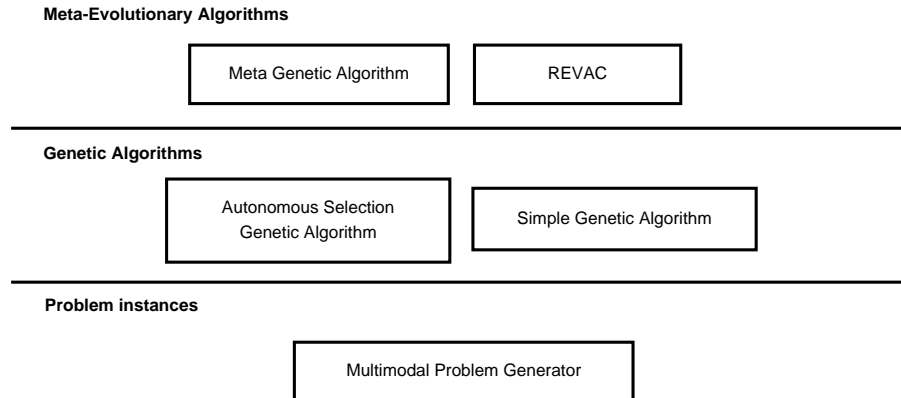 Meta-Evolutionary Algorithms
Meta Genetic Algorithm
REVAC
Genetic Algorithms
Autonomous Selection
Genetic Algorithm
Simple Genetic Algorithm
Problem instances
Multimodal Problem Generator